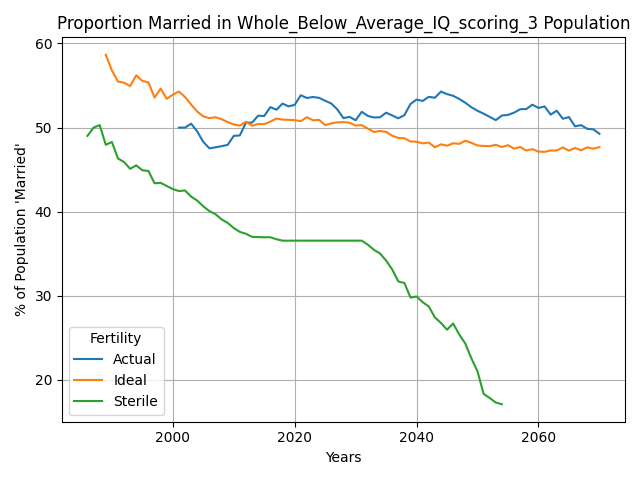 Proportion Married in Whole_Below_Average_IQ_scoring_3 Population
% of Population 'Married'
60
50
40
30
20
Fertility
Actual
Ideal
Sterile
2000 2020 2040 2060
Years